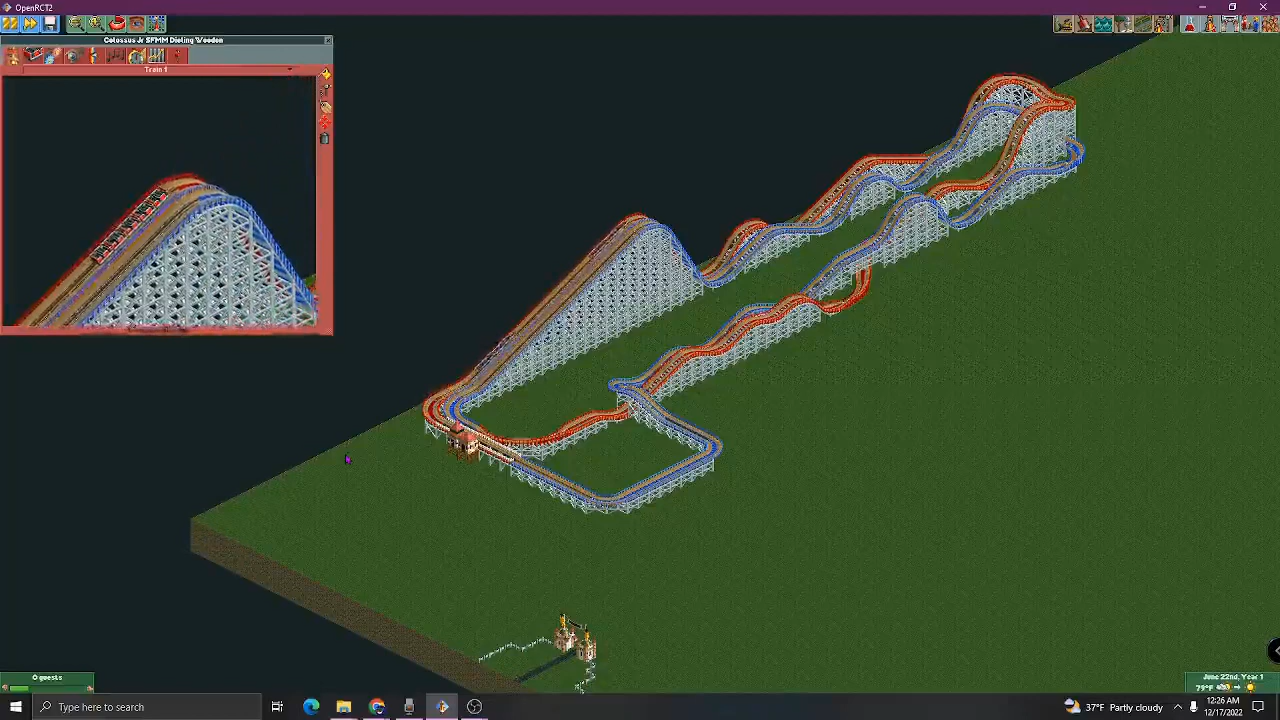 OpenRCT2
Colossus Jr SFMM Dueling Wooden
Train 1
0 guests
June 22nd, Year 1
79°F
Type here to search
37°F Partly cloudy
12:26 AM
12/17/2022